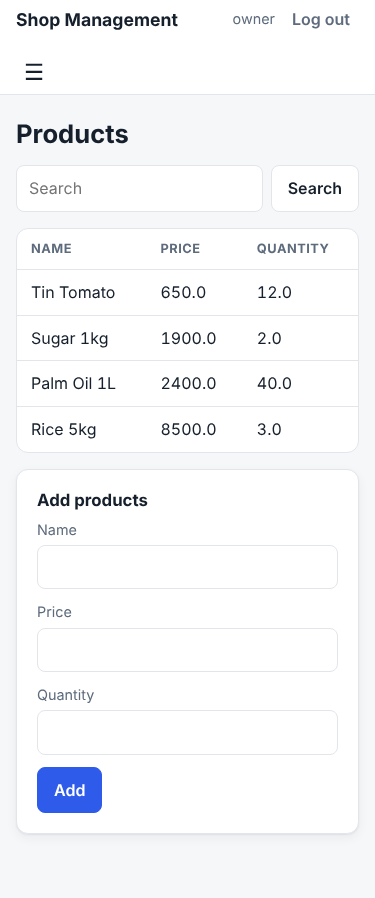 Shop Management owner Log out
☰
Products
Search Search
NAME PRICE QUANTITY
Tin Tomato 650.0 12.0
Sugar 1kg 1900.0 2.0
Palm Oil 1L 2400.0 40.0
Rice 5kg 8500.0 3.0
Add products
Name
Price
Quantity
Add